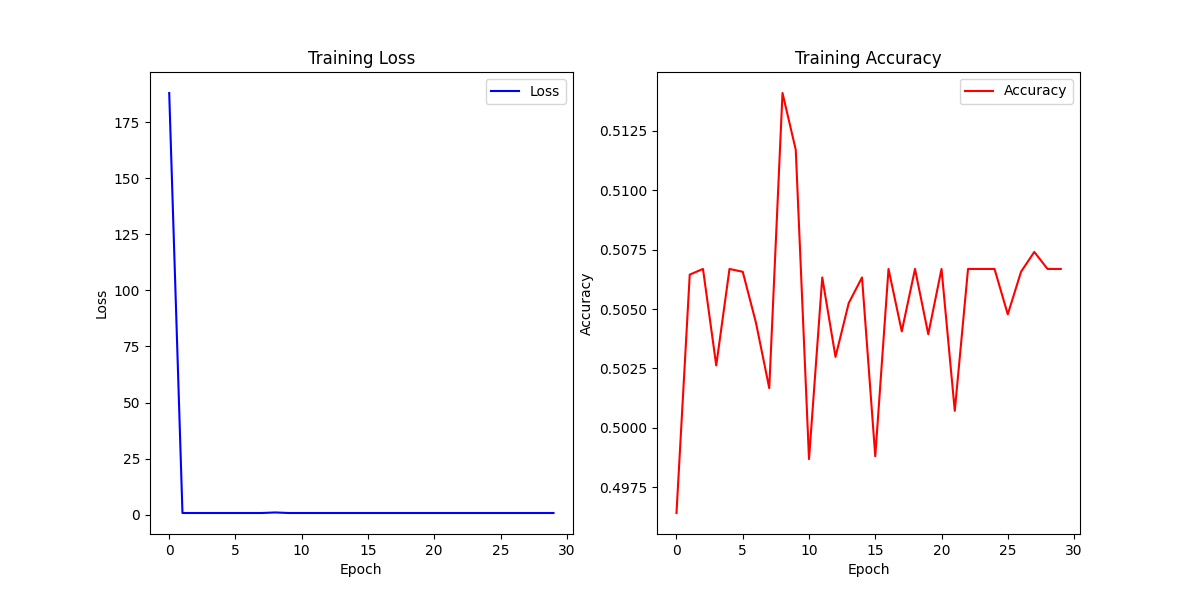 Training Loss
Loss
175
150
125
100
75
50
25
0
Loss
0 5 10 15 20 25 30
Epoch
Training Accuracy
Accuracy
0.5125
0.5100
0.5075
0.5050
0.5025
0.5000
0.4975
Accuracy
0 5 10 15 20 25 30
Epoch